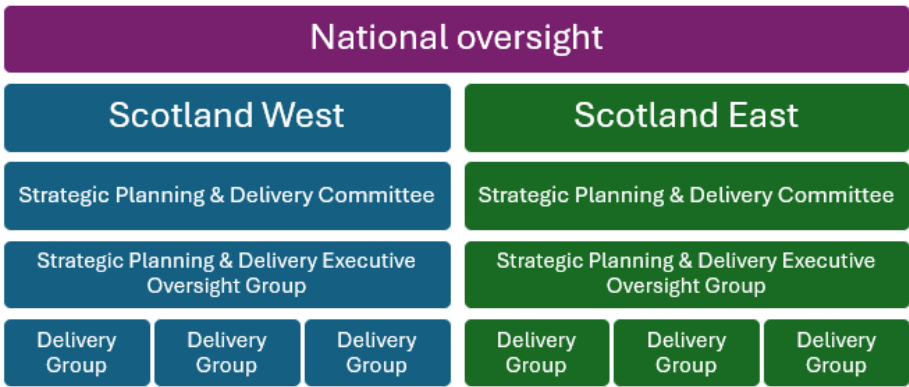 National oversight
Scotland West
Scotland East
Strategic Planning & Delivery Committee
Strategic Planning & Delivery Committee
Strategic Planning & Delivery Executive
Oversight Group
Strategic Planning & Delivery Executive
Oversight Group
Delivery
Group
Delivery
Group
Delivery
Group
Delivery
Group
Delivery
Group
Delivery
Group